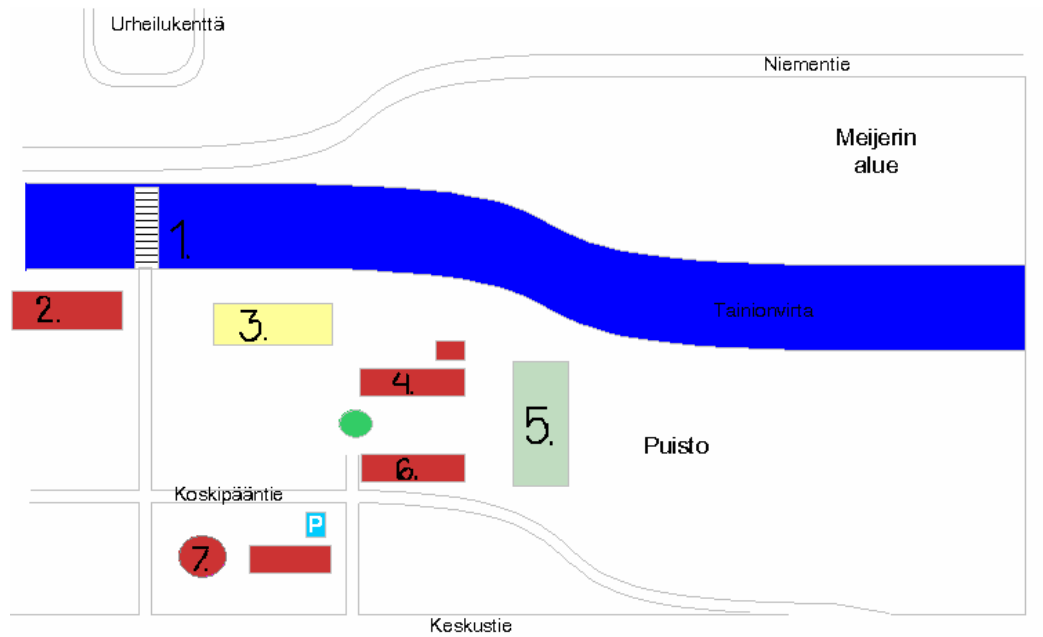 Urheilukenttä
Niementie
Meijerin
alue
1.
2.
3.
Tainionvirta
4.
5.
Puisto
6.
Koskipääntie
P
7.
Keskustie